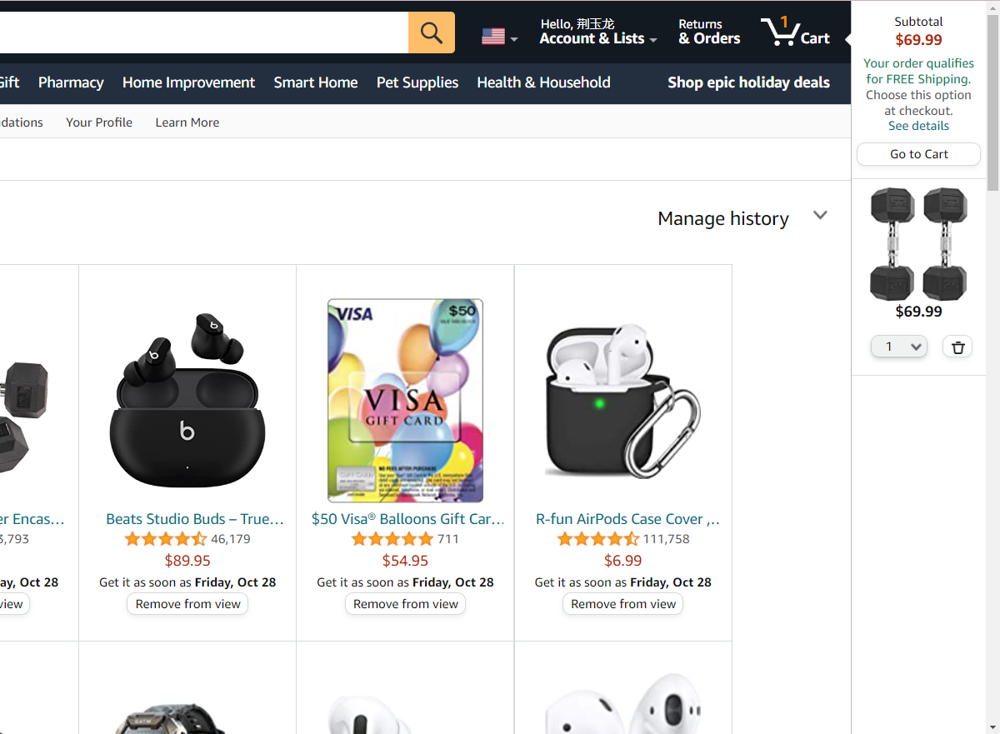 Hello, 荆玉龙
Account & Lists
Returns
& Orders
1
Cart
Gift
Pharmacy
Home Improvement
Smart Home
Pet Supplies
Health & Household
Shop epic holiday deals
dations
Your Profile
Learn More
Subtotal
$69.99
Your order qualifies
for FREE Shipping.
Choose this option
at checkout.
See details
Go to Cart
$69.99
1
Manage history
er Encas...
3,793
ay, Oct 28
view
b
Beats Studio Buds – True...
46,179
$89.95
Get it as soon as Friday, Oct 28
Remove from view
VISA
$50
VISA
GIFT CARD
NO FEES AFTER PURCHASE
$50 Visa® Balloons Gift Car...
711
$54.95
Get it as soon as Friday, Oct 28
Remove from view
R-fun AirPods Case Cover ,...
111,758
$6.99
Get it as soon as Friday, Oct 28
Remove from view